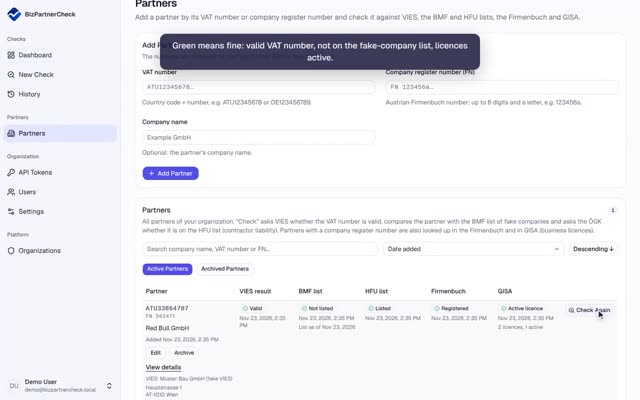 BizPartnerCheck
Checks
Dashboard
New Check
History
Partners
Partners
Organization
API Tokens
Users
Settings
Platform
Organizations
DU
Demo User
demo@bizpartnercheck.local
Partners
Add a partner by its VAT number or company register number and check it against VIES, the BMF and HFU lists, the Firmenbuch and GISA.
Green means fine: valid VAT number, not on the fake-company list, licences
active.
VAT number
Company register number (FN)
ATU12345678…
FN 123456a…
Country code + number, e.g. ATU12345678 or DE123456789.
Austrian Firmenbuch number: up to 6 digits and a letter, e.g. 123456a.
Company name
Example GmbH
Optional: the partner's company name.
+ Add Partner
Partners
1
All partners of your organization. "Check" asks VIES whether the VAT number is valid, compares the partner with the BMF list of fake companies and asks the ÖGK
whether it is on the HFU list (contractor liability). Partners with a company register number are also looked up in the Firmenbuch and in GISA (business licences).
Search company name, VAT number or FN…
Date added
Descending ↓
Active Partners
Archived Partners
Partner
VIES result
BMF list
HFU list
Firmenbuch
GISA
ATU33864707
FN 56247t
Red Bull GmbH
Added Nov 23, 2026, 2:35 PM
Valid
Nov 23, 2026, 2:35
PM
Not listed
Nov 23, 2026, 2:35 PM
List as of Nov 23, 2026
Listed
Nov 23, 2026, 2:35 PM
Registered
Nov 23, 2026, 2:35 PM
Active licence
Nov 23, 2026, 2:35 PM
2 licences, 1 active
Check Again
Edit
Archive
View details
VIES: Muster Bau GmbH (fake VIES)
Hauptstrasse 1
AT-1010 Wien